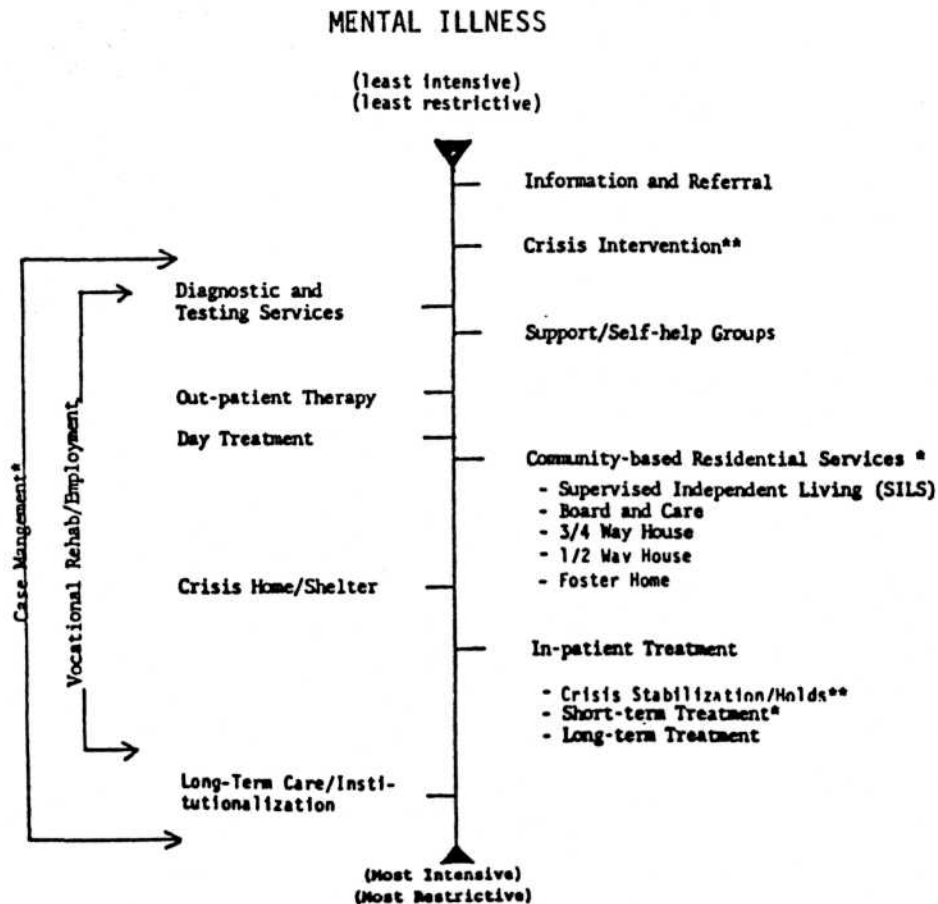 MENTAL ILLNESS
(least intensive)
(least restrictive)
Information and Referral
Crisis Intervention**
Diagnostic and
Testing Services
Support/Self-help Groups
Out-patient Therapy
Day Treatment
Community-based Residential Services *
- Supervised Independent Living (SILS)
- Board and Care
- 3/4 Way House
- 1/2 Way House
- Foster Home
Crisis Home/Shelter
In-patient Treatment
- Crisis Stabilization/Holds**
- Short-term Treatment*
- Long-term Treatment
Long-Term Care/Insti-
tutionalization
(Most Intensive)
(Most Restrictive)
Case Mangement*
Vocational Rehab/Employment